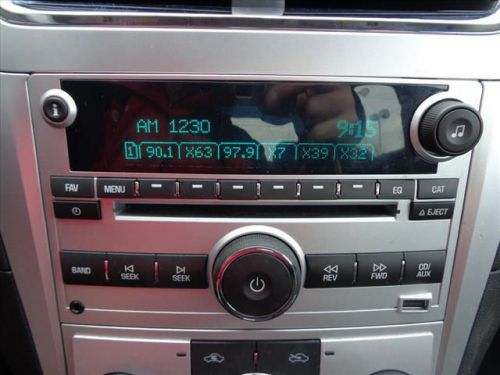 AM 1230 9:15
1 90.1 X63 97.9 X7 X39 X32
FAV MENU EQ CAT
EJECT
BAND SEEK SEEK REV FWD CD/AUX